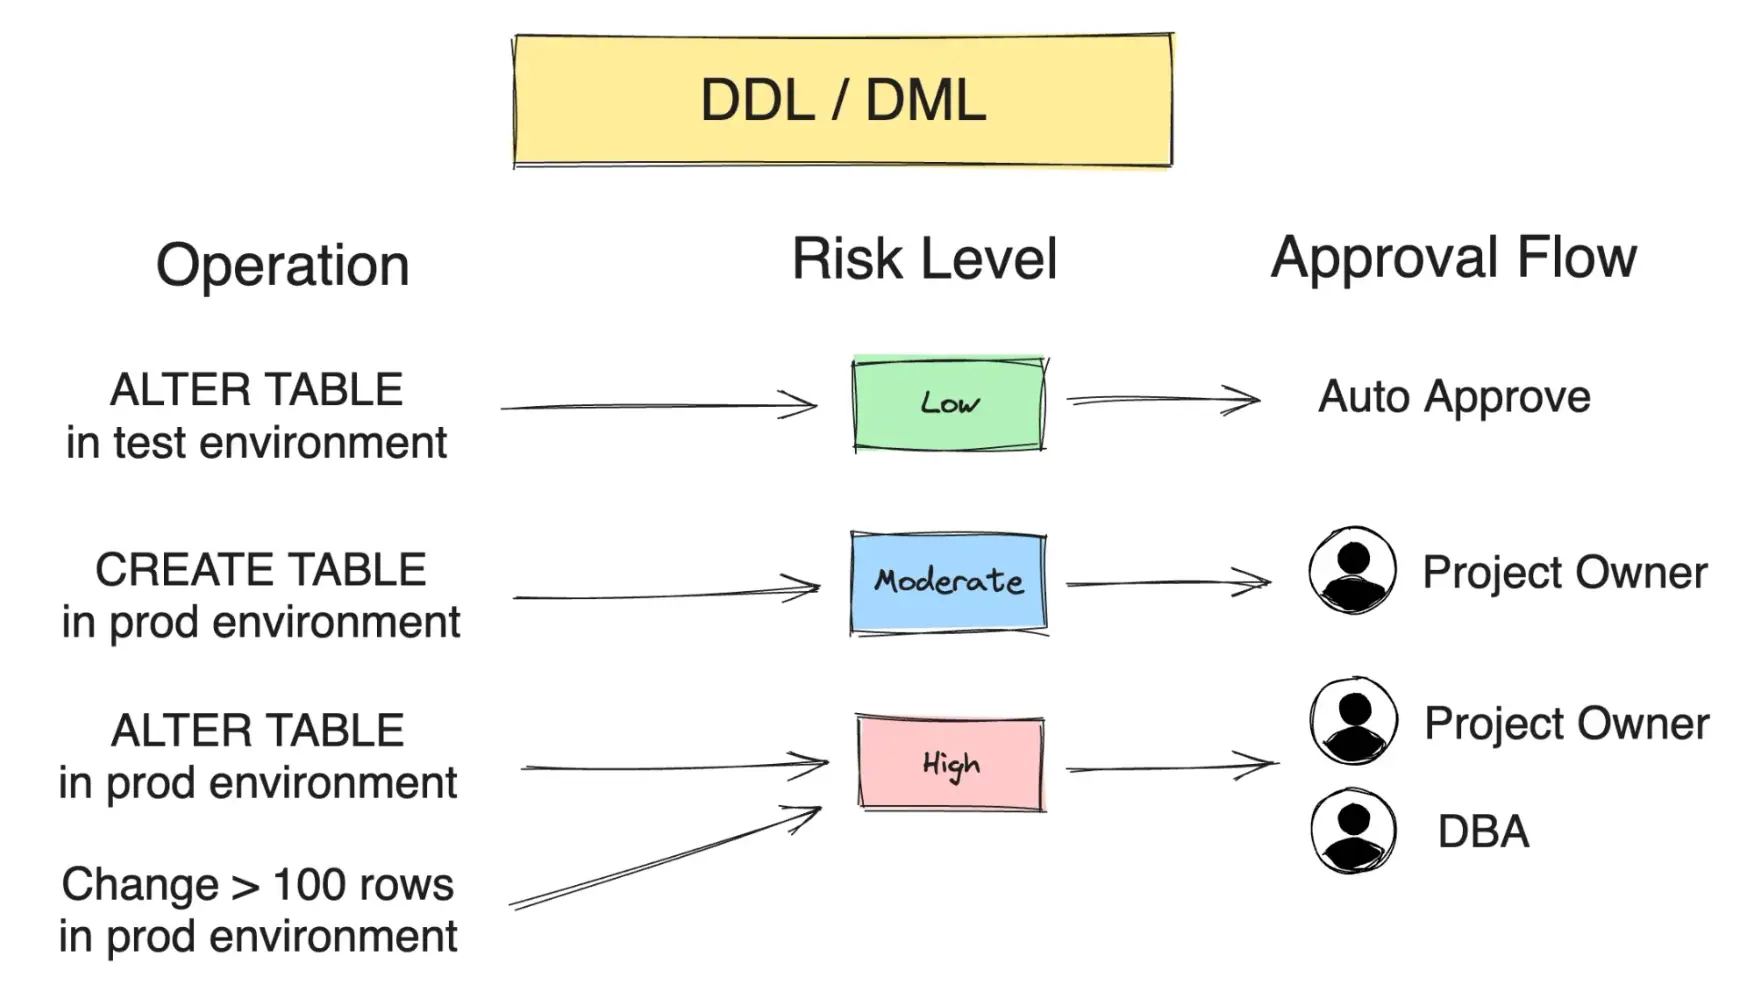 DDL / DML
Operation
Risk Level
Approval Flow
ALTER TABLE
in test environment
Low
Auto Approve
CREATE TABLE
in prod environment
Moderate
Project Owner
ALTER TABLE
in prod environment
High
Project Owner
DBA
Change > 100 rows
in prod environment